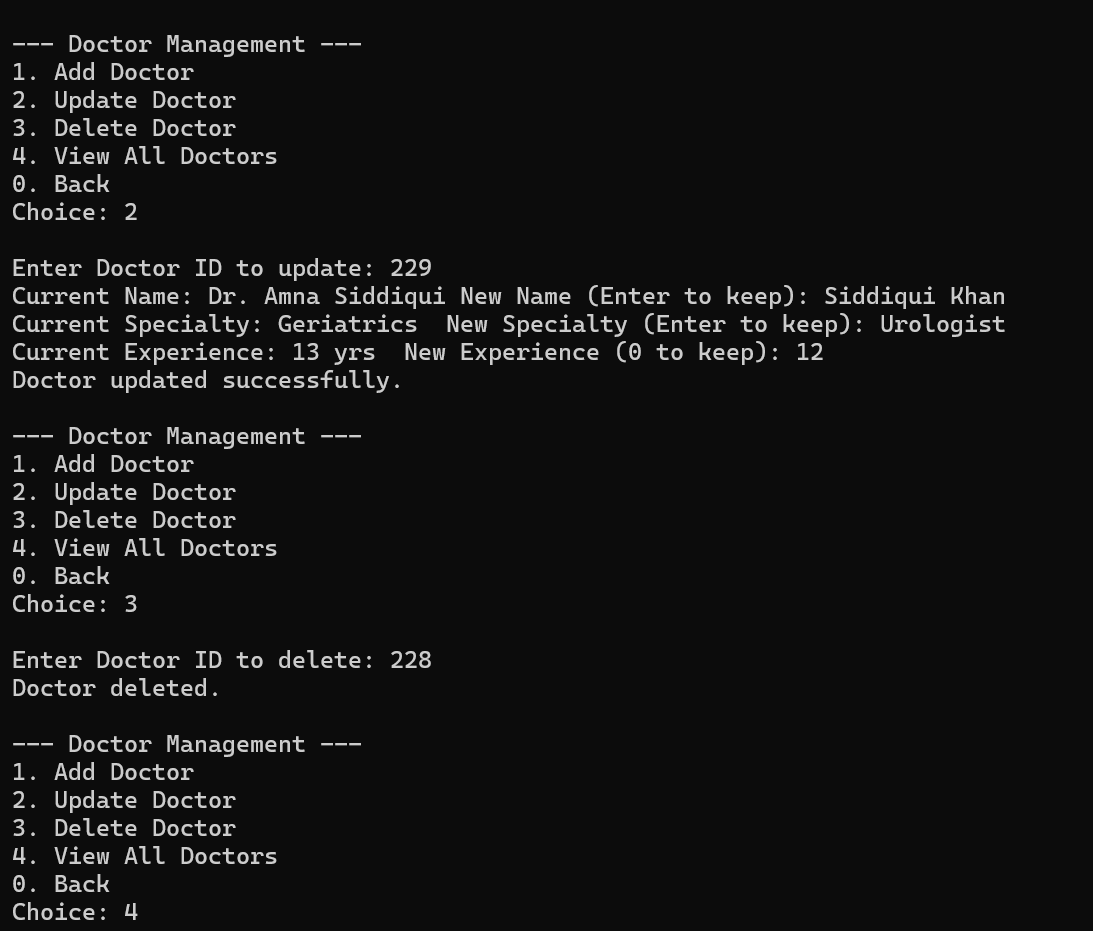 --- Doctor Management ---
1. Add Doctor
2. Update Doctor
3. Delete Doctor
4. View All Doctors
0. Back
Choice: 2
Enter Doctor ID to update: 229
Current Name: Dr. Amna Siddiqui New Name (Enter to keep): Siddiqui Khan
Current Specialty: Geriatrics  New Specialty (Enter to keep): Urologist
Current Experience: 13 yrs  New Experience (0 to keep): 12
Doctor updated successfully.
--- Doctor Management ---
1. Add Doctor
2. Update Doctor
3. Delete Doctor
4. View All Doctors
0. Back
Choice: 3
Enter Doctor ID to delete: 228
Doctor deleted.
--- Doctor Management ---
1. Add Doctor
2. Update Doctor
3. Delete Doctor
4. View All Doctors
0. Back
Choice: 4